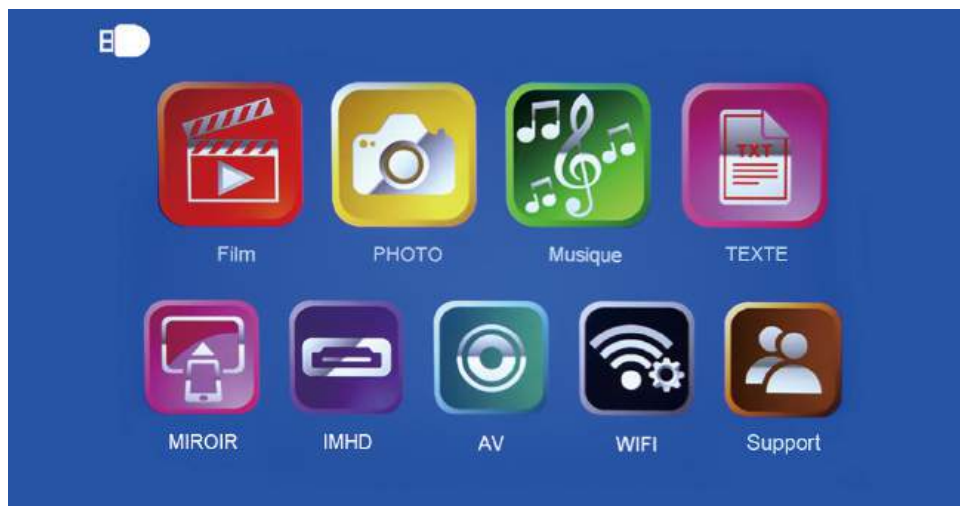 TXT
Film
PHOTO
Musique
TEXTE
MIROIR
IMHD
AV
WIFI
Support